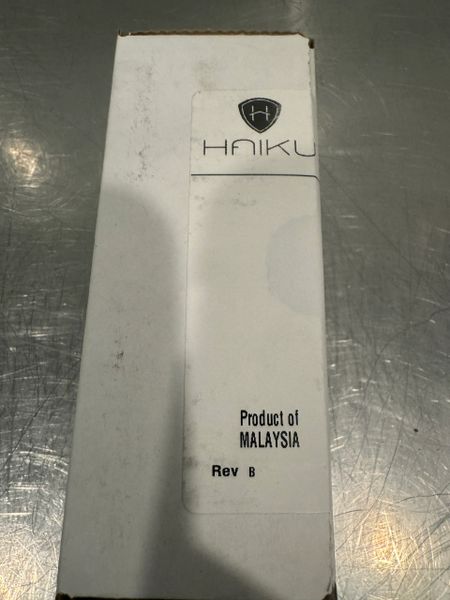 H
HAIKU
Product of
MALAYSIA
Rev B